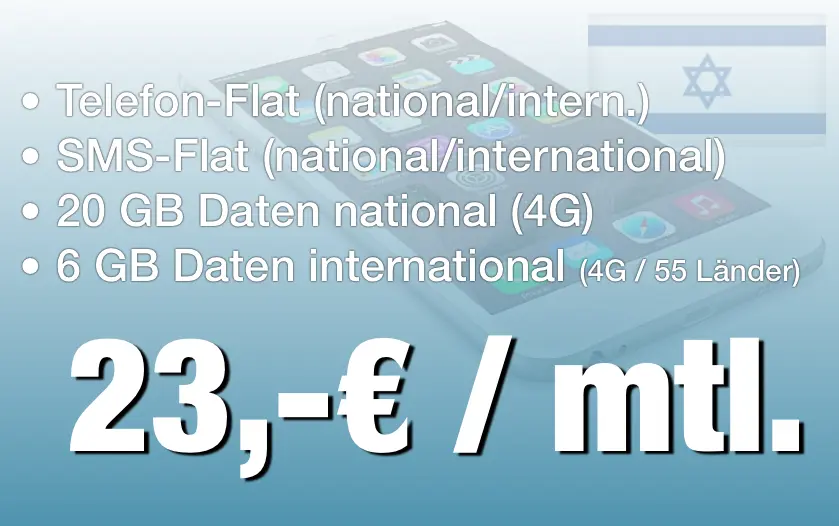 • Telefon-Flat (national/intern.)
• SMS-Flat (national/international)
• 20 GB Daten national (4G)
• 6 GB Daten international (4G / 55 Länder)
23,-€ / mtl.